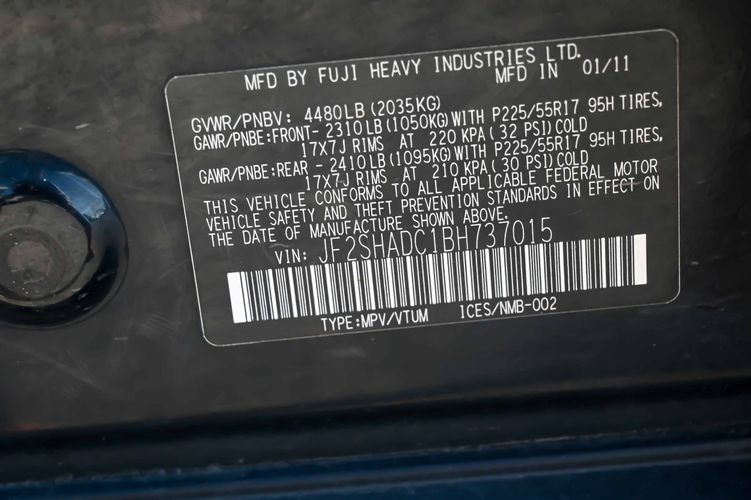 MFD BY FUJI HEAVY INDUSTRIES LTD.
MFD IN 01/11
GVWR/PNBV: 4480LB(2035KG)
GAWR/PNBE:FRONT- 2310LB(1050KG)WITH P225/55R17 95H TIRES,
17X7J RIMS AT 220 KPA(32 PSI)COLD
GAWR/PNBE:REAR - 2410LB(1095KG)WITH P225/55R17 95H TIRES,
17X7J RIMS AT 210 KPA(30 PSI)COLD
THIS VEHICLE CONFORMS TO ALL APPLICABLE FEDERAL MOTOR
VEHICLE SAFETY AND THEFT PREVENTION STANDARDS IN EFFECT ON
THE DATE OF MANUFACTURE SHOWN ABOVE.
VIN: JF2SHADC1BH737015
TYPE:MPV/VTUM ICES/NMB-002